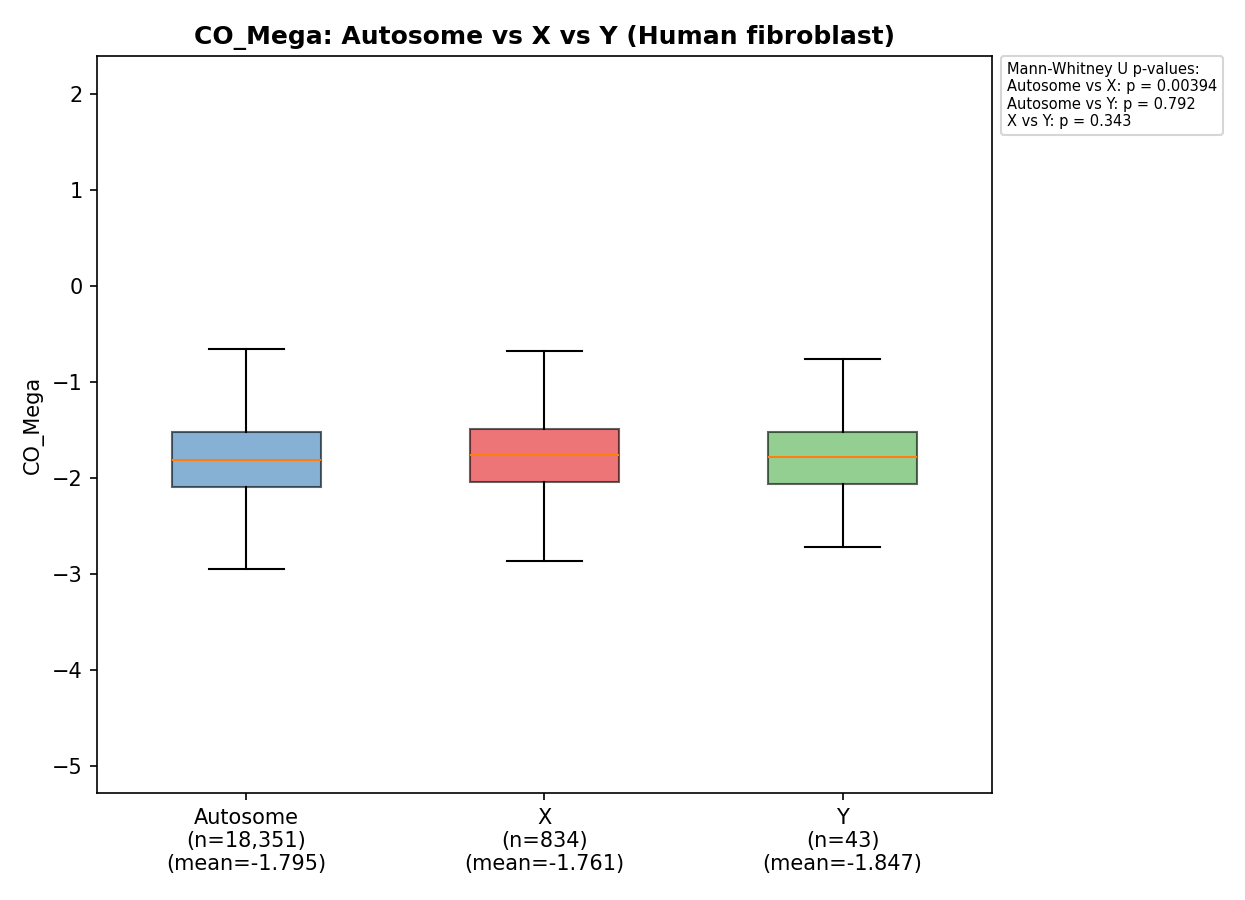 CO_Mega: Autosome vs X vs Y (Human fibroblast)
Mann-Whitney U p-values:
Autosome vs X: p = 0.00394
Autosome vs Y: p = 0.792
X vs Y: p = 0.343
CO_Mega
2
1
0
−1
−2
−3
−4
−5
Autosome
(n=18,351)
(mean=-1.795)
X
(n=834)
(mean=-1.761)
Y
(n=43)
(mean=-1.847)